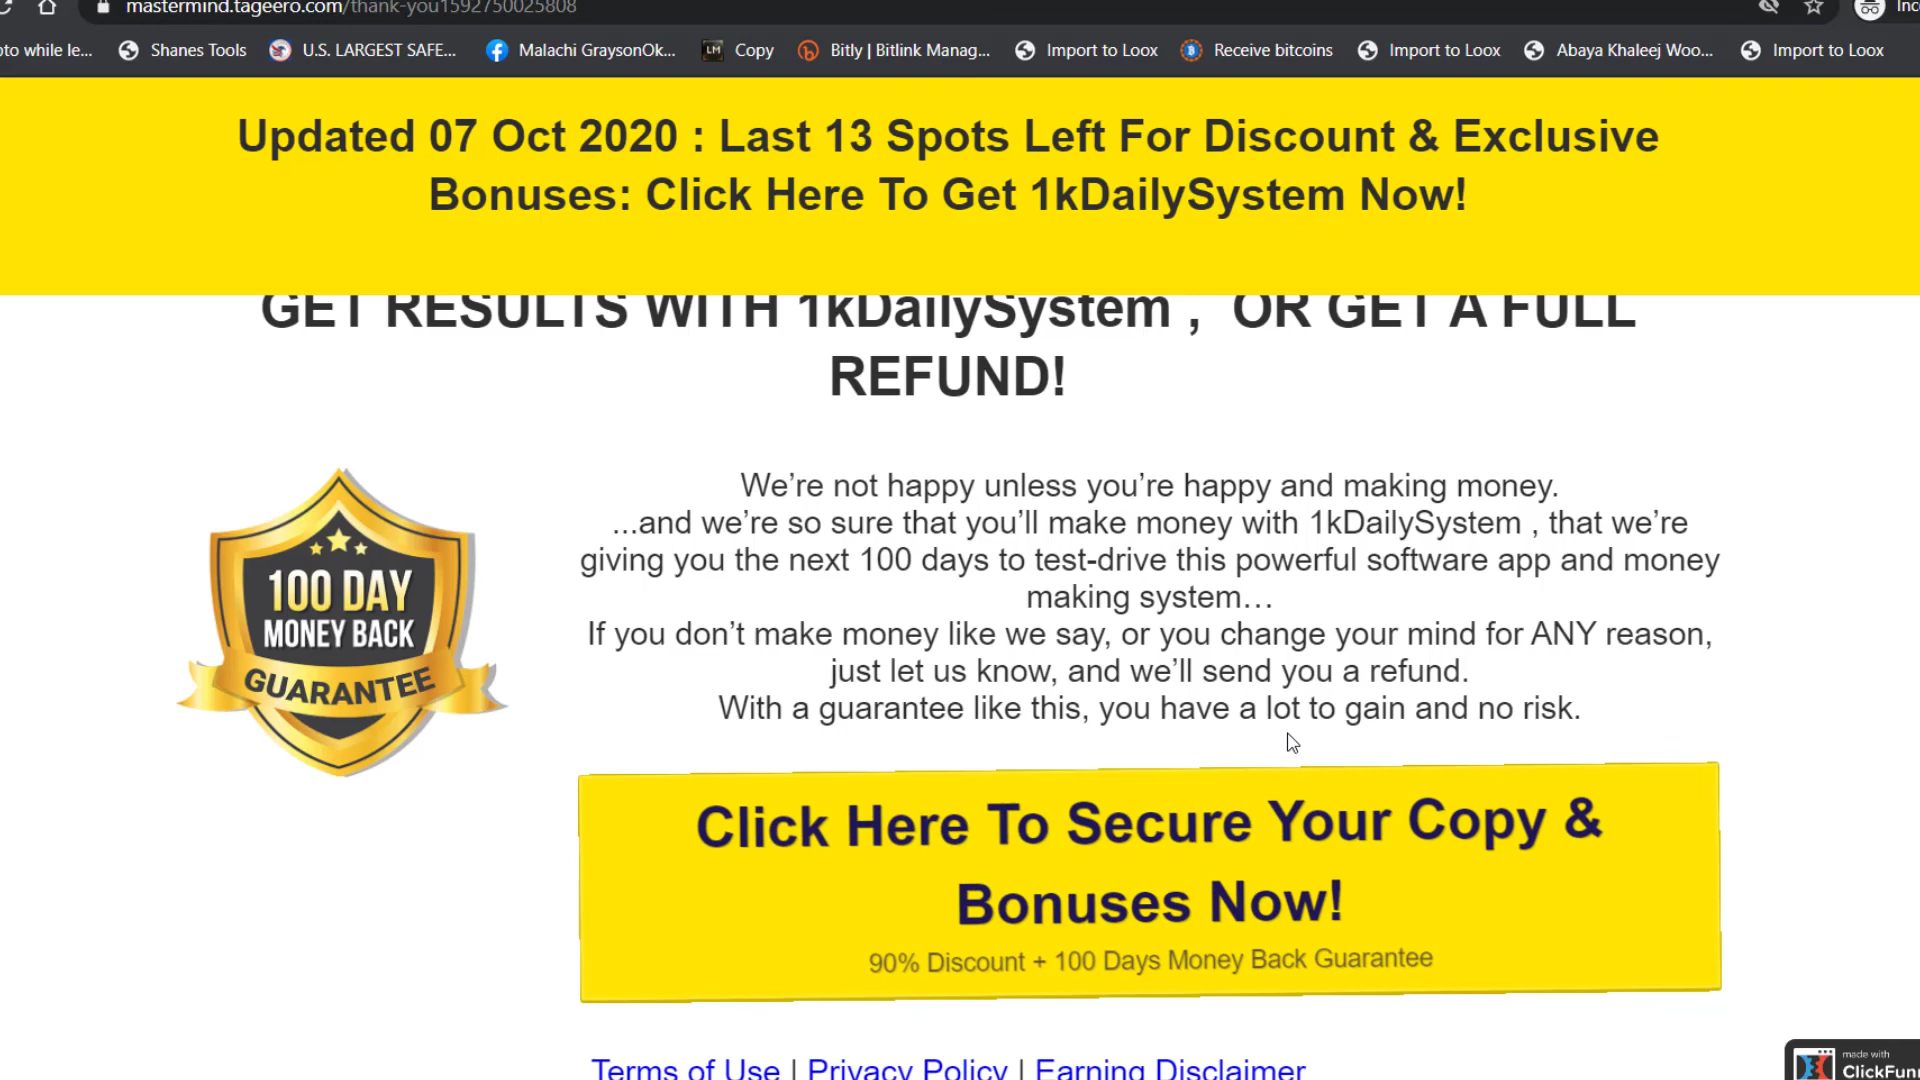 mastermind.tageero.com/thank-you1592750025808
Inc
oto while le... Shanes Tools U.S. LARGEST SAFE... Malachi GraysonOk... LM Copy Bitly | Bitlink Manag... Import to Loox Receive bitcoins Import to Loox Abaya Khaleej Woo... Import to Loox
Updated 07 Oct 2020 : Last 13 Spots Left For Discount & Exclusive
Bonuses: Click Here To Get 1kDailySystem Now!
GET RESULTS WITH 1kDailySystem , OR GET A FULL
REFUND!
100 DAY
MONEY BACK
GUARANTEE
We’re not happy unless you’re happy and making money.
...and we’re so sure that you’ll make money with 1kDailySystem , that we’re
giving you the next 100 days to test-drive this powerful software app and money
making system…
If you don’t make money like we say, or you change your mind for ANY reason,
just let us know, and we’ll send you a refund.
With a guarantee like this, you have a lot to gain and no risk.
Click Here To Secure Your Copy &
Bonuses Now!
90% Discount + 100 Days Money Back Guarantee
Terms of Use | Privacy Policy | Earning Disclaimer
made with
ClickFunn